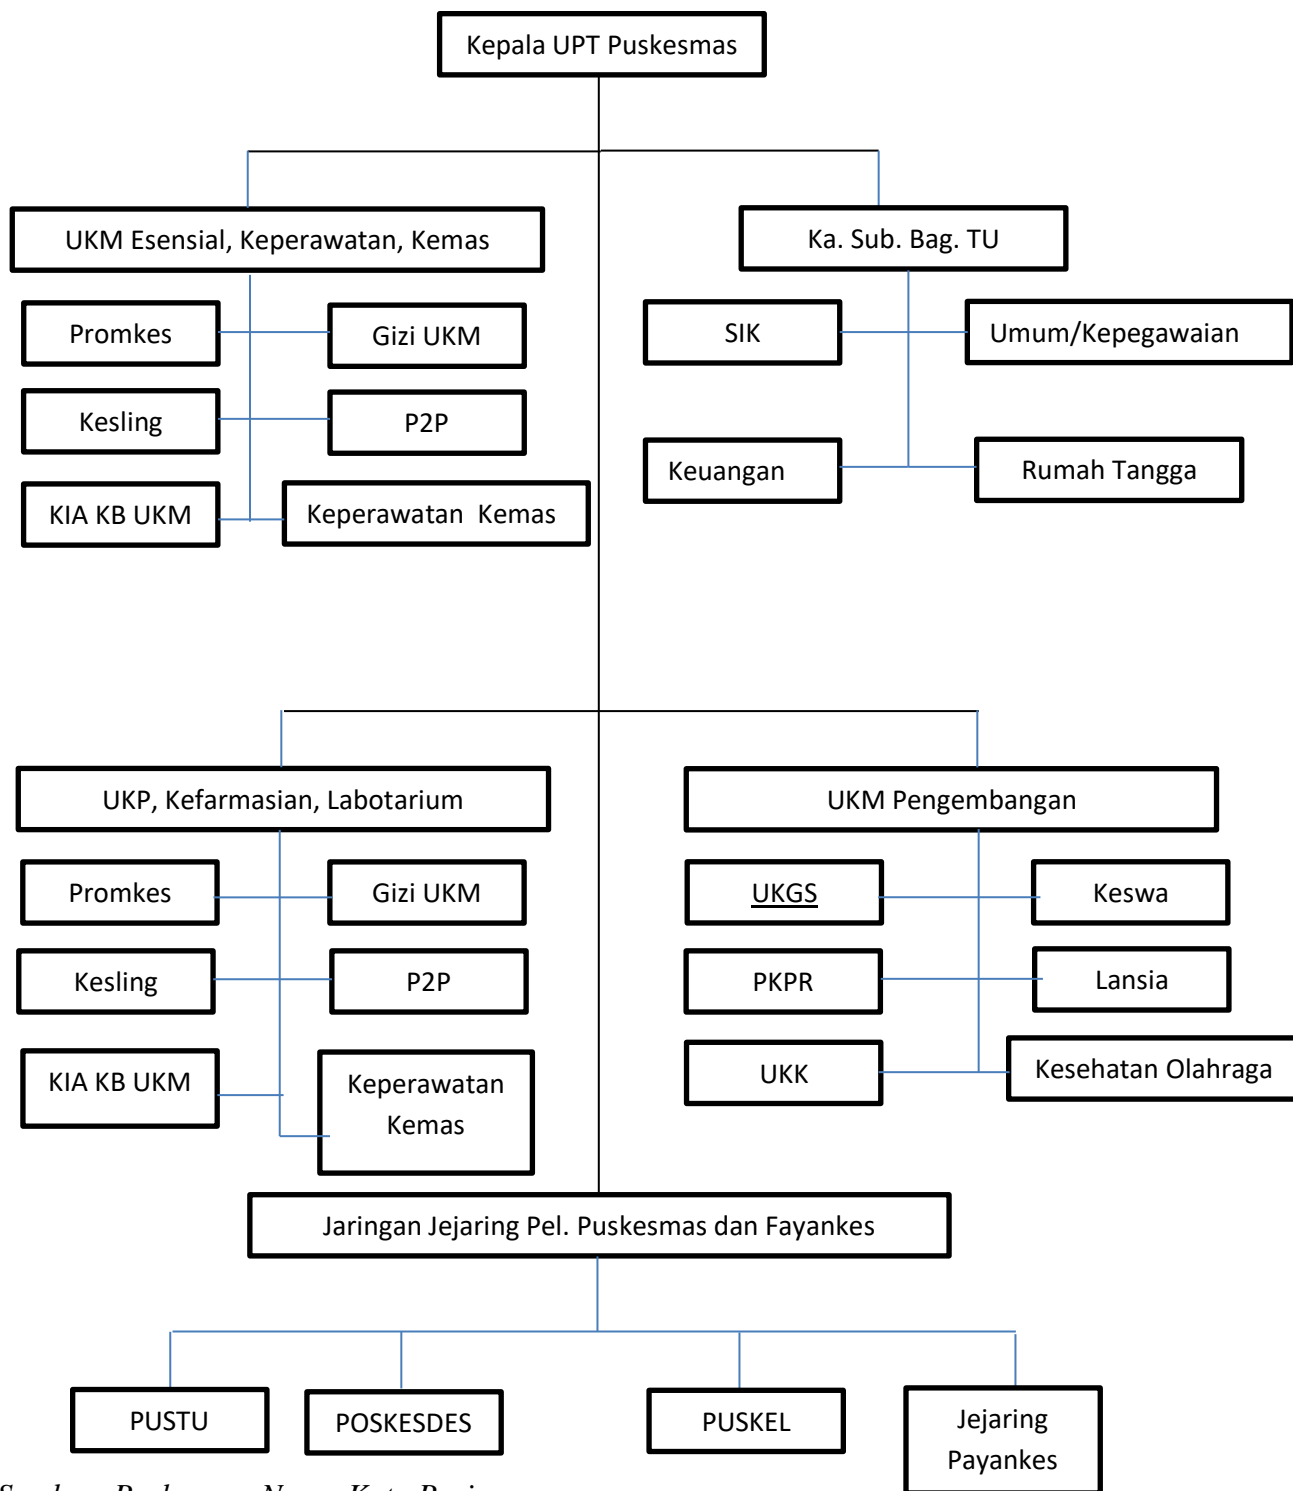 Kepala UPT Puskesmas
UKM Esensial, Keperawatan, Kemas
Ka. Sub. Bag. TU
Promkes
Gizi UKM
SIK
Umum/Kepegawaian
Kesling
P2P
Keuangan
Rumah Tangga
KIA KB UKM
Keperawatan Kemas
UKP, Kefarmasian, Labotarium
UKM Pengembangan
Promkes
Gizi UKM
UKGS
Keswa
Kesling
P2P
PKPR
Lansia
KIA KB UKM
Keperawatan
Kemas
UKK
Kesehatan Olahraga
Jaringan Jejaring Pel. Puskesmas dan Fayankes
PUSTU
POSKESDES
PUSKEL
Jejaring
Payankes